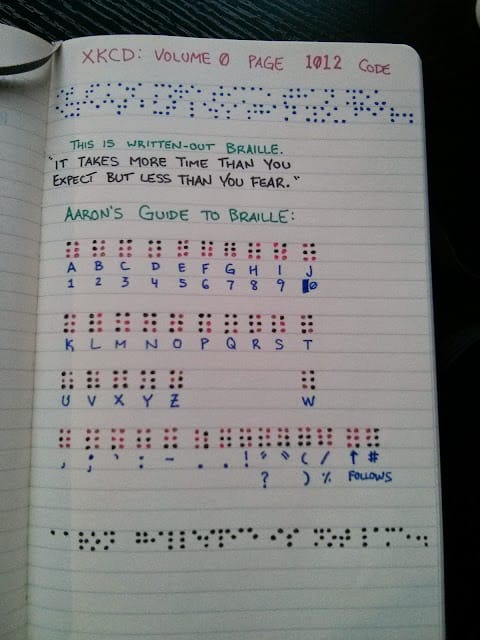 XKCD: VOLUME 0 PAGE 1012 CODE
THIS IS WRITTEN-OUT BRAILLE.
"IT TAKES MORE TIME THAN YOU
EXPECT BUT LESS THAN YOU FEAR."
AARON'S GUIDE TO BRAILLE:
A B C D E F G H I J
1 2 3 4 5 6 7 8 9 0
K L M N O P Q R S T
U V X Y Z W
, ; ' : - . . ! “ ” ( / ↑ #
? ) % FOLLOWS